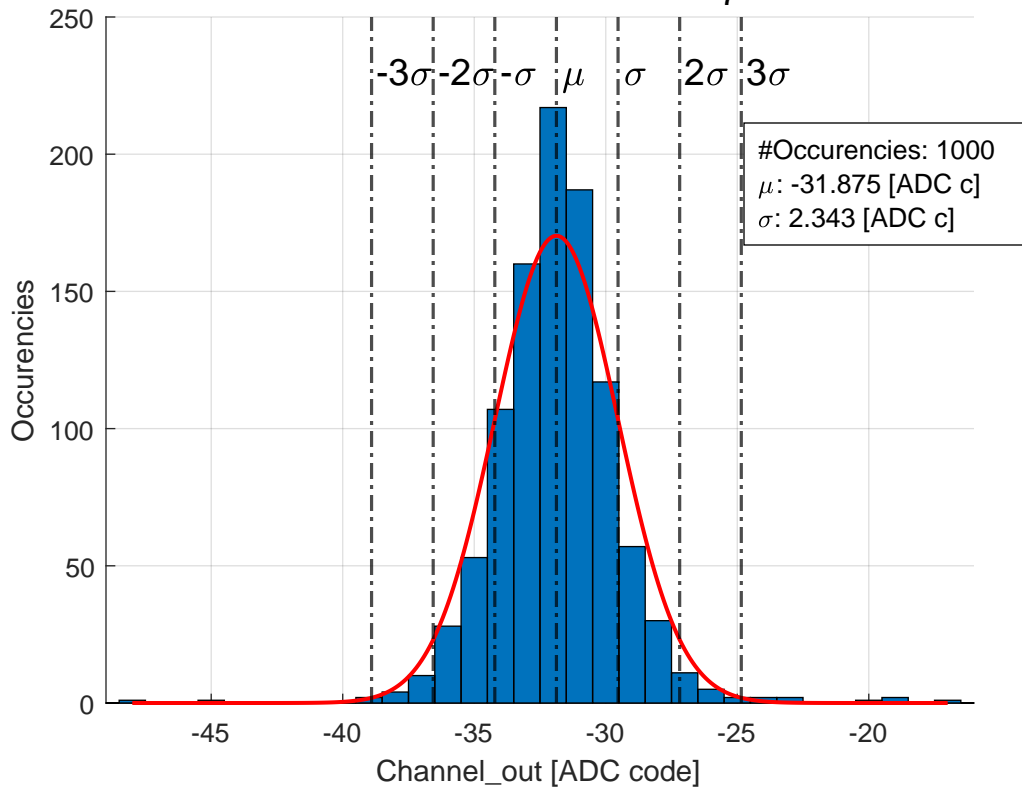 250
200
150
100
50
0
-3σ -2σ -σ μ σ 2σ 3σ
#Occurencies: 1000
μ: -31.875 [ADC c]
σ: 2.343 [ADC c]
Occurencies
-45 -40 -35 -30 -25 -20
Channel_out [ADC code]